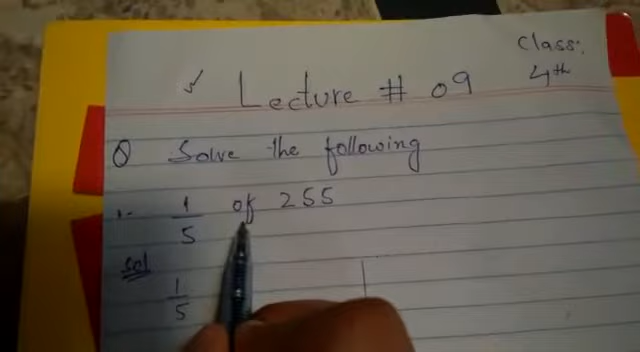 Class:
4th
Lecture # 09
Q Solve the following
1- 1/5 of 255
Sol
1/5